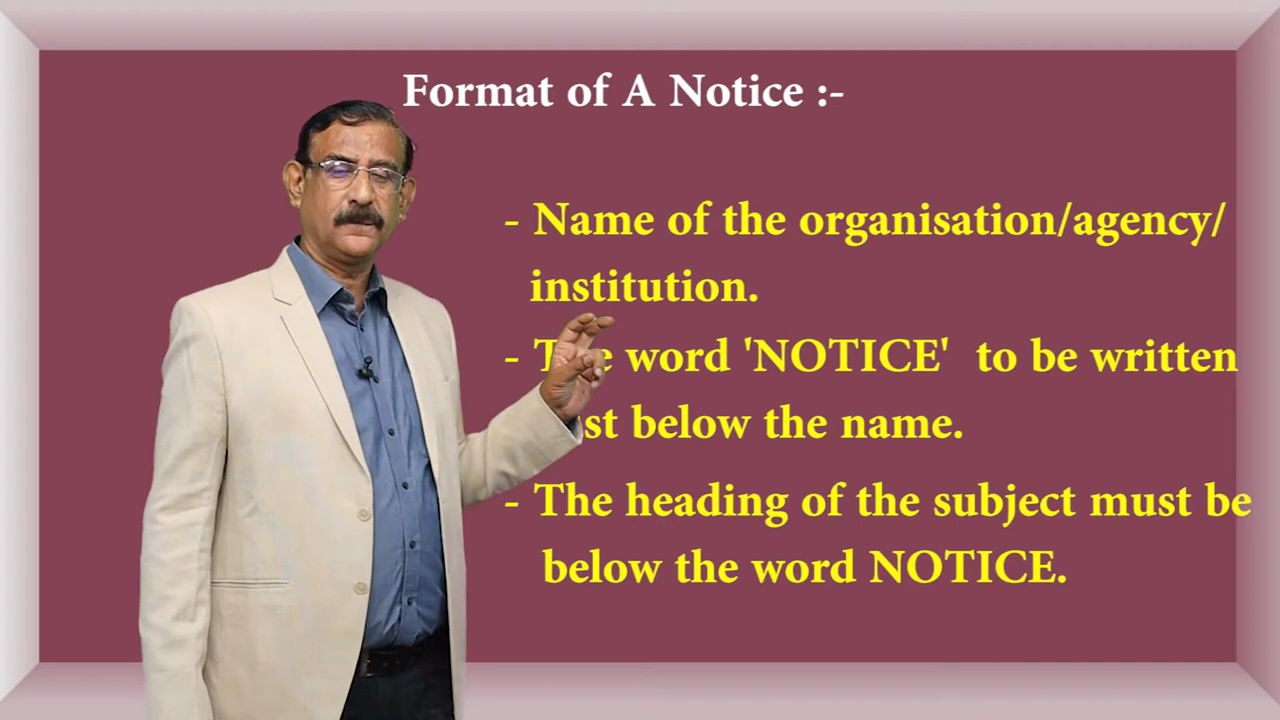 Format of A Notice :-
- Name of the organisation/agency/
institution.
- word 'NOTICE' to be written
below the name.
- The heading of the subject must be
below the word NOTICE.